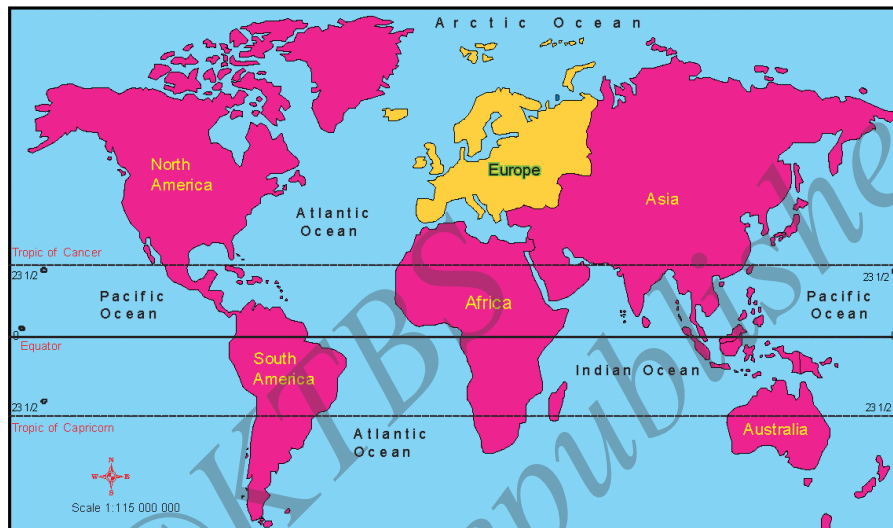 Arctic Ocean
North
America
Europe
Asia
Atlantic
Ocean
Tropic of Cancer
23 1/2
23 1/2
Pacific
Ocean
Africa
Pacific
Ocean
0
Equator
South
America
Indian Ocean
23 1/2
23 1/2
Tropic of Capricorn
Atlantic
Ocean
Australia
N
W
E
S
Scale 1:115 000 000
©KTBS
republishe